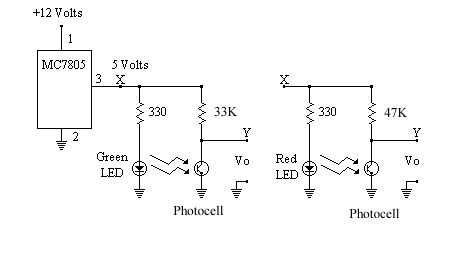 +12 Volts
1
MC7805
3
5 Volts
X
330
33K
2
Y
Green
LED
Vo
Photocell
X
330
47K
Y
Red
LED
Vo
Photocell